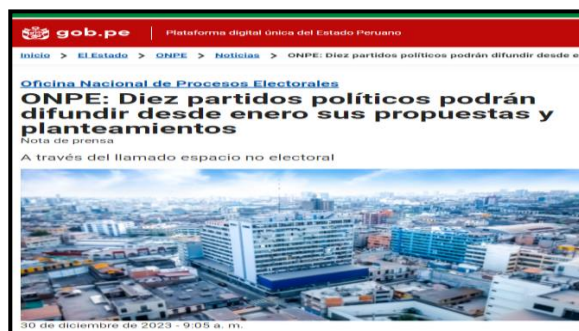 gob.pe | Plataforma digital única del Estado Peruano
Inicio > El Estado > ONPE > Noticias > ONPE: Diez partidos políticos podrán difundir desde e
Oficina Nacional de Procesos Electorales
ONPE: Diez partidos políticos podrán
difundir desde enero sus propuestas y
planteamientos
Nota de prensa
A través del llamado espacio no electoral
30 de diciembre de 2023 - 9:05 a. m.